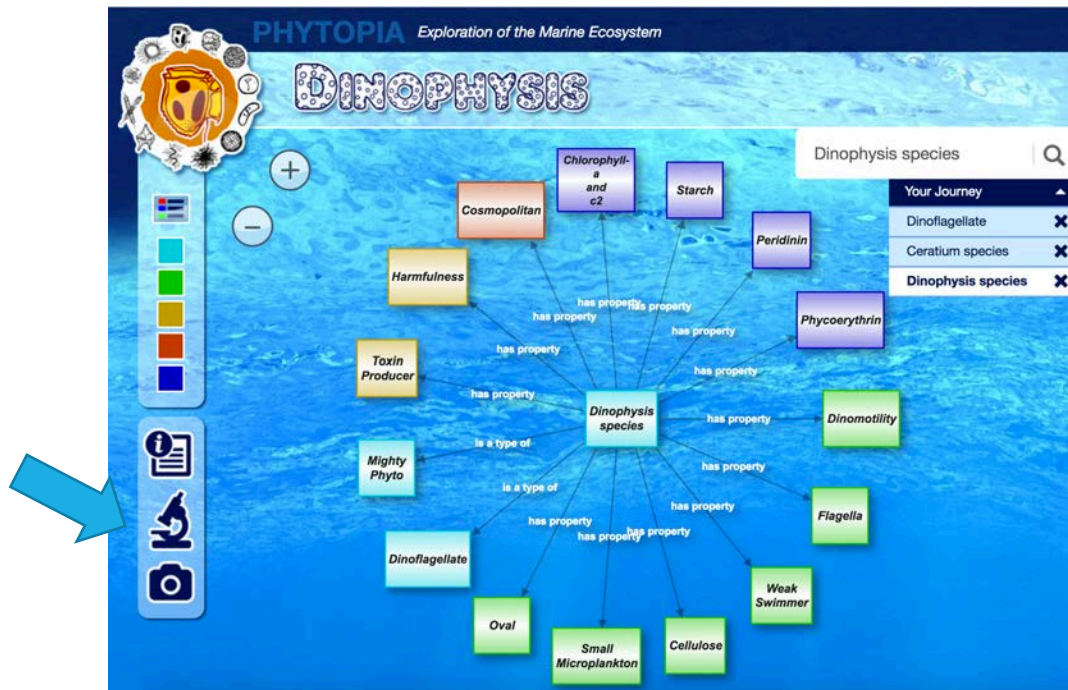 PHYTOPIA Exploration of the Marine Ecosystem
DINOPHYSIS
Dinophysis species
Your Journey
Dinoflagellate
Ceratium species
Dinophysis species
Chlorophyll-
a
and
c2
Starch
Cosmopolitan
Peridinin
Harmfulness
Phycoerythrin
has property
has property
has property
has property
has property
has property
Toxin
Producer
has property
has property
Dinophysis
species
has property
Dinomotility
is a type of
Mighty
Phyto
has property
is a type of
has property
Flagella
has property
has property
has property
Dinoflagellate
Weak
Swimmer
Oval
Small
Microplankton
Cellulose